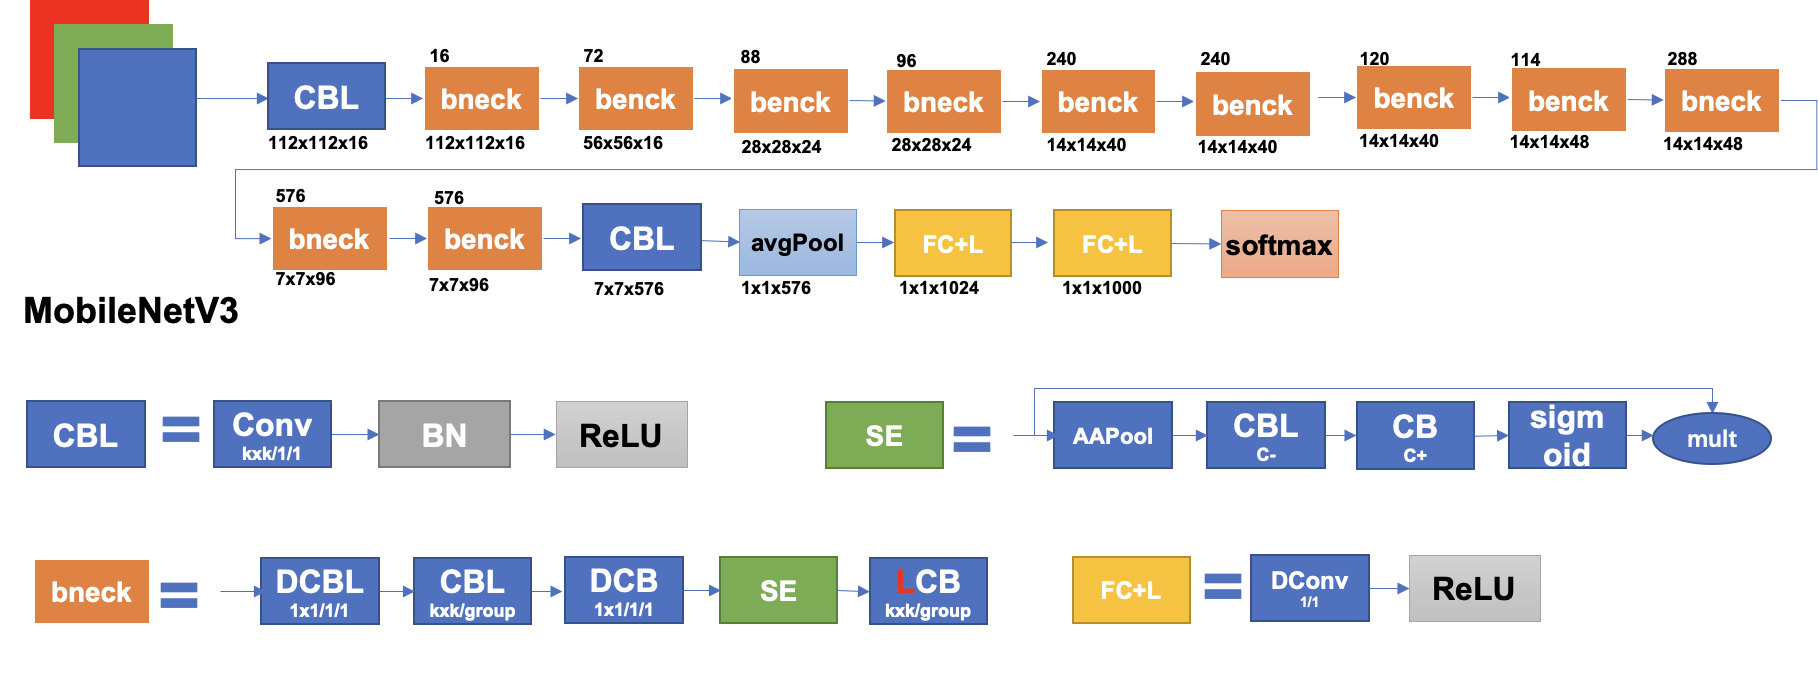 16 72 88 96 240 240 120 114 288
CBL bneck benck benck bneck benck benck benck benck bneck
112x112x16 112x112x16 56x56x16 28x28x24 28x28x24 14x14x40 14x14x40 14x14x40 14x14x48 14x14x48
576 576
bneck benck CBL avgPool FC+L FC+L softmax
7x7x96 7x7x96 7x7x576 1x1x576 1x1x1024 1x1x1000
MobileNetV3
CBL = Conv BN ReLU
kxk/1/1
SE = AAPool CBL CB sigm mult
C- C+ oid
bneck = DCBL CBL DCB SE LCB
1x1/1/1 kxk/group 1x1/1/1 kxk/group
FC+L = DConv ReLU
1/1